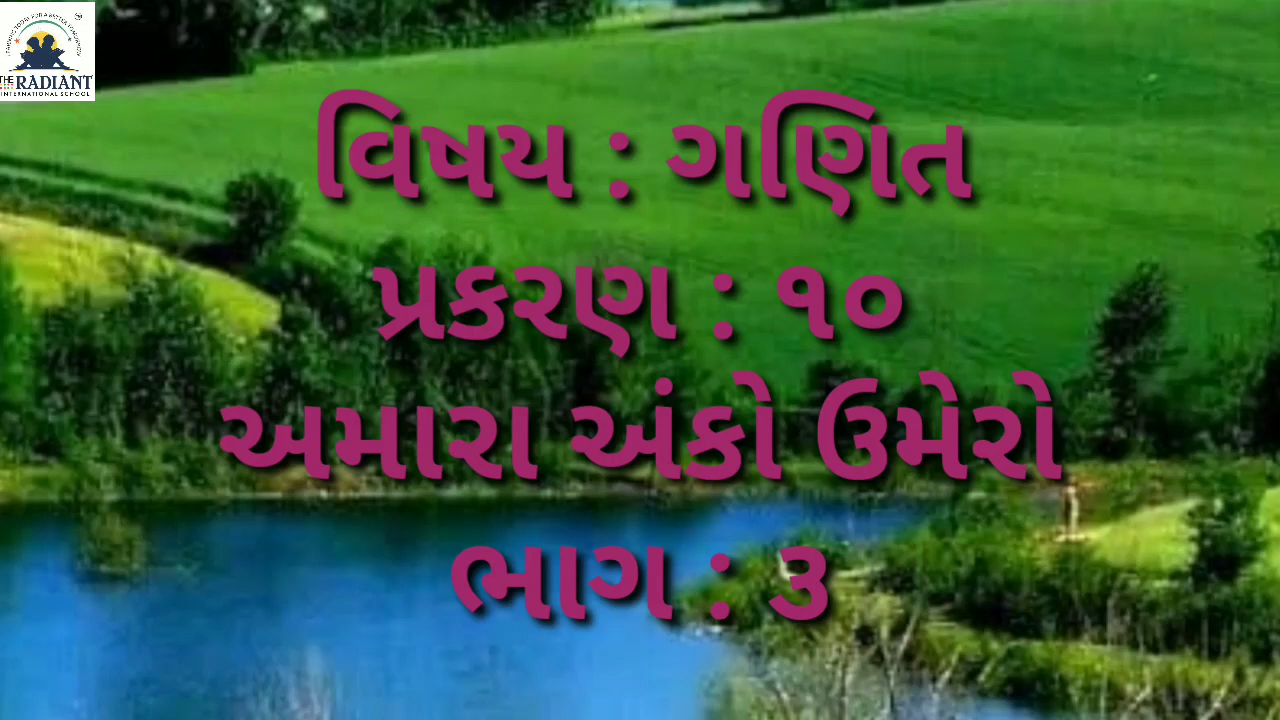 THE RADIANT
INTERNATIONAL SCHOOL
વિષય : ગણિત
પ્રકરણ : ૧૦
અમારા અંકો ઉમેરો
ભાગ : ૩